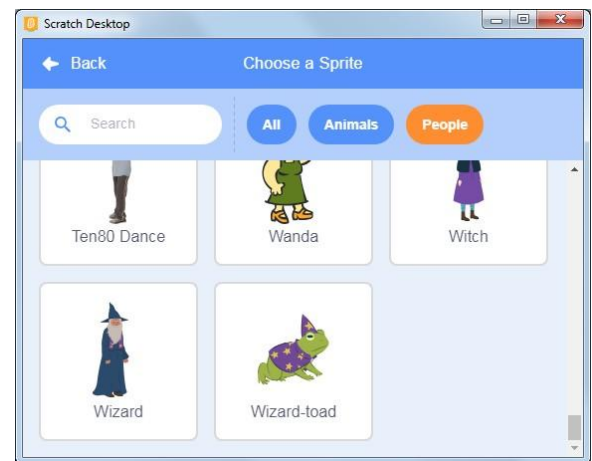 Scratch Desktop
Back Choose a Sprite
Search All Animals People
Ten80 Dance Wanda Witch
Wizard Wizard-toad